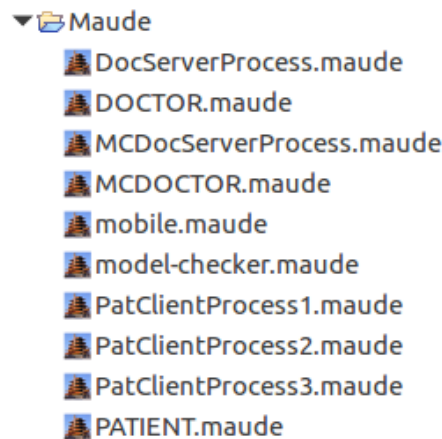 Maude
DocServerProcess.maude
DOCTOR.maude
MCDocServerProcess.maude
MCDOCTOR.maude
mobile.maude
model-checker.maude
PatClientProcess1.maude
PatClientProcess2.maude
PatClientProcess3.maude
PATIENT.maude